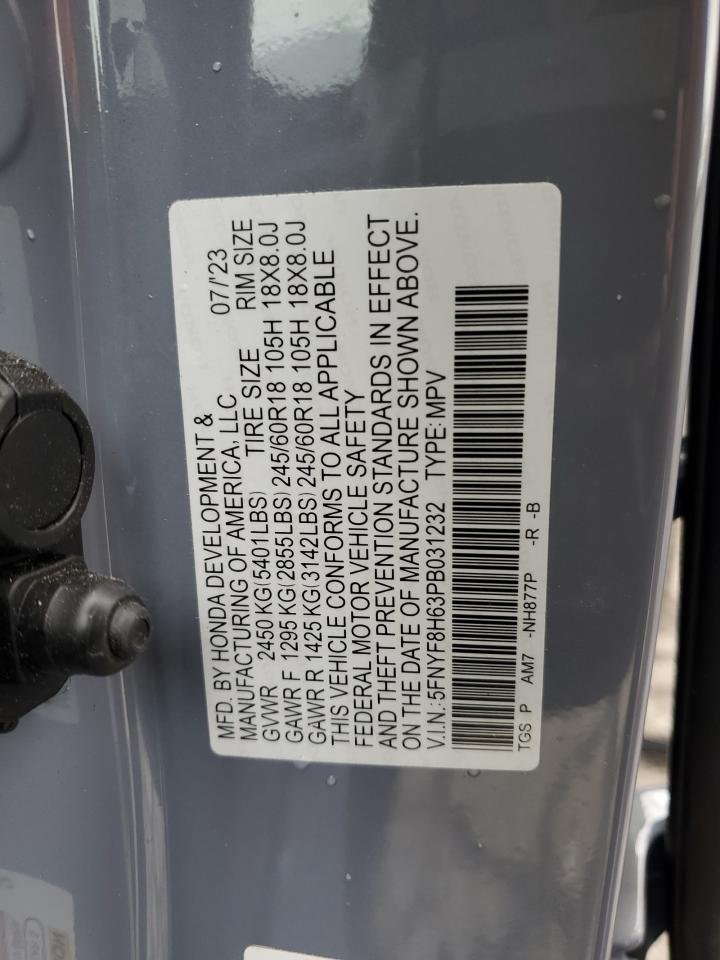 MFD. BY HONDA DEVELOPMENT &
MANUFACTURING OF AMERICA, LLC 07/'23
GVWR 2450 KG(5401LBS) TIRE SIZE RIM SIZE
GAWR F 1295 KG(2855LBS) 245/60R18 105H 18X8.0J
GAWR R 1425 KG(3142LBS) 245/60R18 105H 18X8.0J
THIS VEHICLE CONFORMS TO ALL APPLICABLE
FEDERAL MOTOR VEHICLE SAFETY
AND THEFT PREVENTION STANDARDS IN EFFECT
ON THE DATE OF MANUFACTURE SHOWN ABOVE.
V.I.N.: 5FNYF8H63PB031232 TYPE: MPV
TGS P AM7 -NH877P -R -B